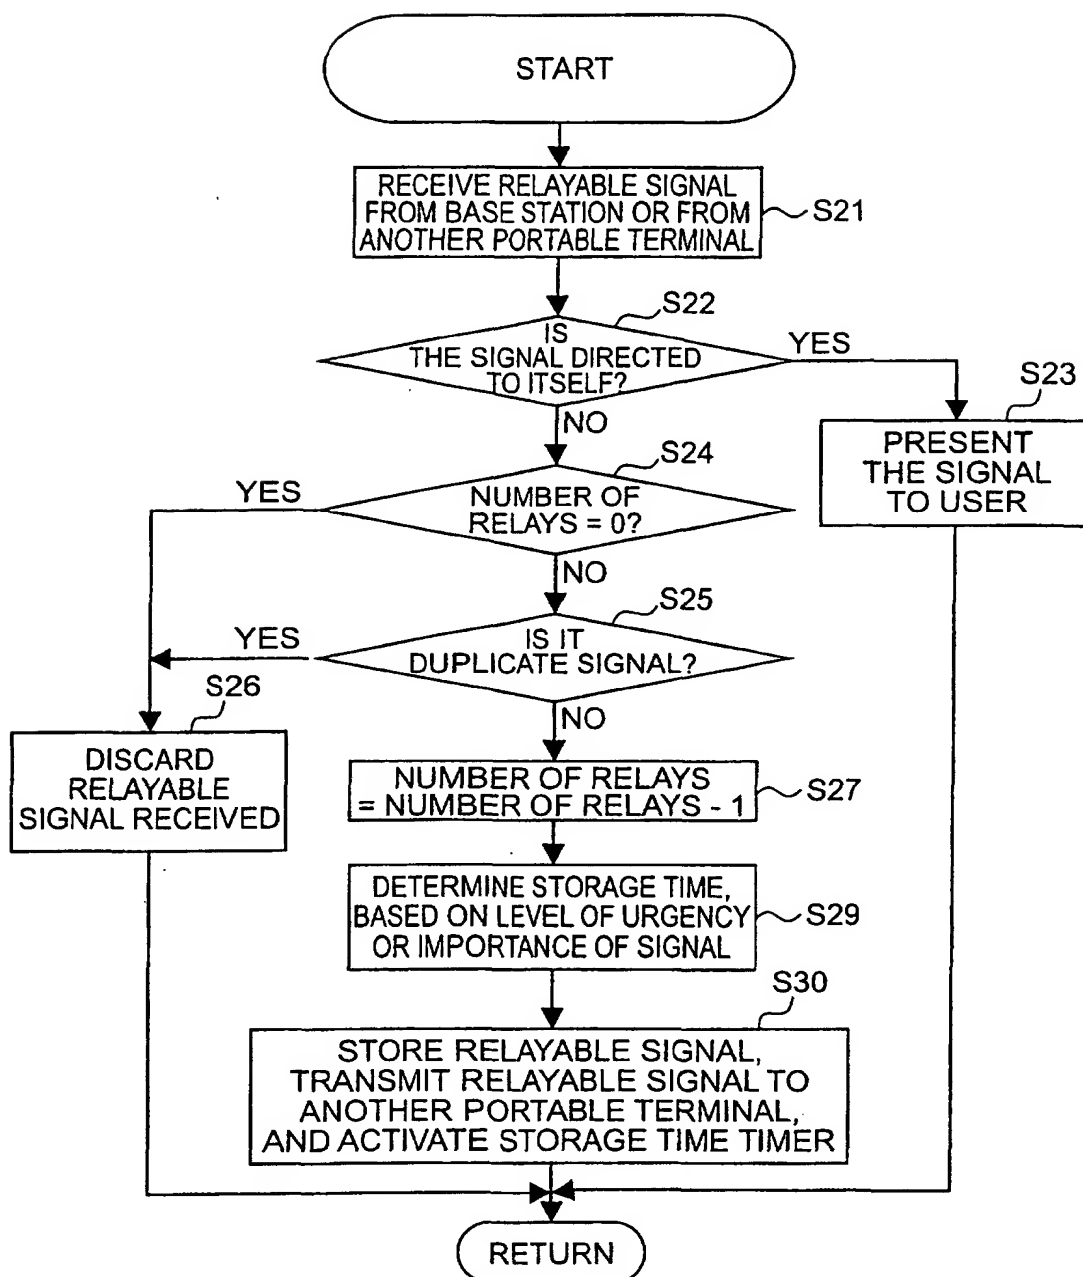 START
RECEIVE RELAYABLE SIGNAL
FROM BASE STATION OR FROM
ANOTHER PORTABLE TERMINAL
S21
S22
IS
THE SIGNAL DIRECTED
TO ITSELF?
YES
NO
S23
PRESENT
THE SIGNAL
TO USER
S24
YES
NUMBER OF
RELAYS = 0?
NO
S25
YES
IS IT
DUPLICATE SIGNAL?
NO
S26
DISCARD
RELAYABLE
SIGNAL RECEIVED
NUMBER OF RELAYS
= NUMBER OF RELAYS - 1
S27
DETERMINE STORAGE TIME,
BASED ON LEVEL OF URGENCY
OR IMPORTANCE OF SIGNAL
S29
S30
STORE RELAYABLE SIGNAL,
TRANSMIT RELAYABLE SIGNAL TO
ANOTHER PORTABLE TERMINAL,
AND ACTIVATE STORAGE TIME TIMER
RETURN